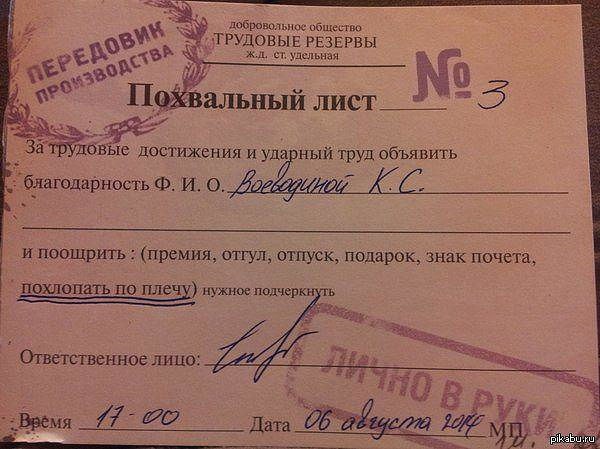 ПЕРЕДОВИК
ПРОИЗВОДСТВА
добровольное общество
ТРУДОВЫЕ РЕЗЕРВЫ
ж.д. ст. удельная
Похвальный лист № 3
За трудовые достижения и ударный труд объявить
благодарность Ф. И. О. Воеводиной К.С.
и поощрить : (премия, отгул, отпуск, подарок, знак почета,
похлопать по плечу) нужное подчеркнуть
Ответственное лицо:
ЛИЧНО В РУКИ
Время 17-00 Дата 06 августа 2014 МП
pikabu.ru